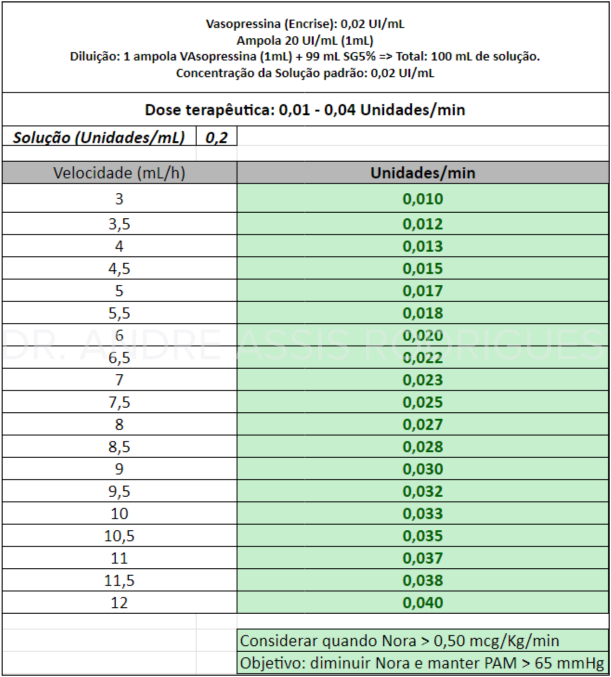 Vasopressina (Encrise): 0,02 UI/mL
Ampola 20 UI/mL (1mL)
Diluição: 1 ampola VAsopressina (1mL) + 99 mL SG5% => Total: 100 mL de solução.
Concentração da Solução padrão: 0,02 UI/mL
Dose terapêutica: 0,01 - 0,04 Unidades/min
Solução (Unidades/mL) 0,2
Velocidade (mL/h) Unidades/min
3 0,010
3,5 0,012
4 0,013
4,5 0,015
5 0,017
5,5 0,018
6 0,020
DR. ANDRE ASSIS RODRIGUES
6,5 0,022
7 0,023
7,5 0,025
8 0,027
8,5 0,028
9 0,030
9,5 0,032
10 0,033
10,5 0,035
11 0,037
11,5 0,038
12 0,040
Considerar quando Nora > 0,50 mcg/Kg/min
Objetivo: diminuir Nora e manter PAM > 65 mmHg